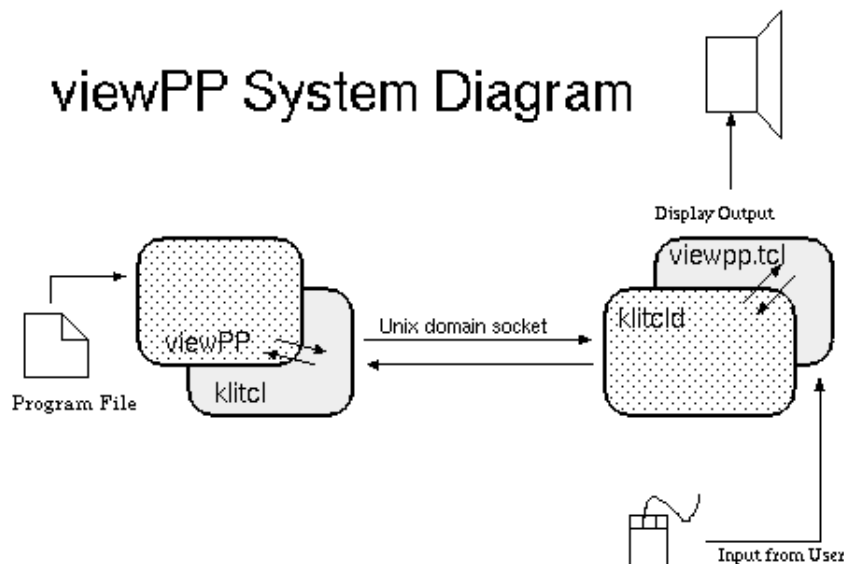 viewPP System Diagram
Display Output
viewpp.tcl
klitcld
Unix domain socket
viewPP
klitcl
Program File
Input from User